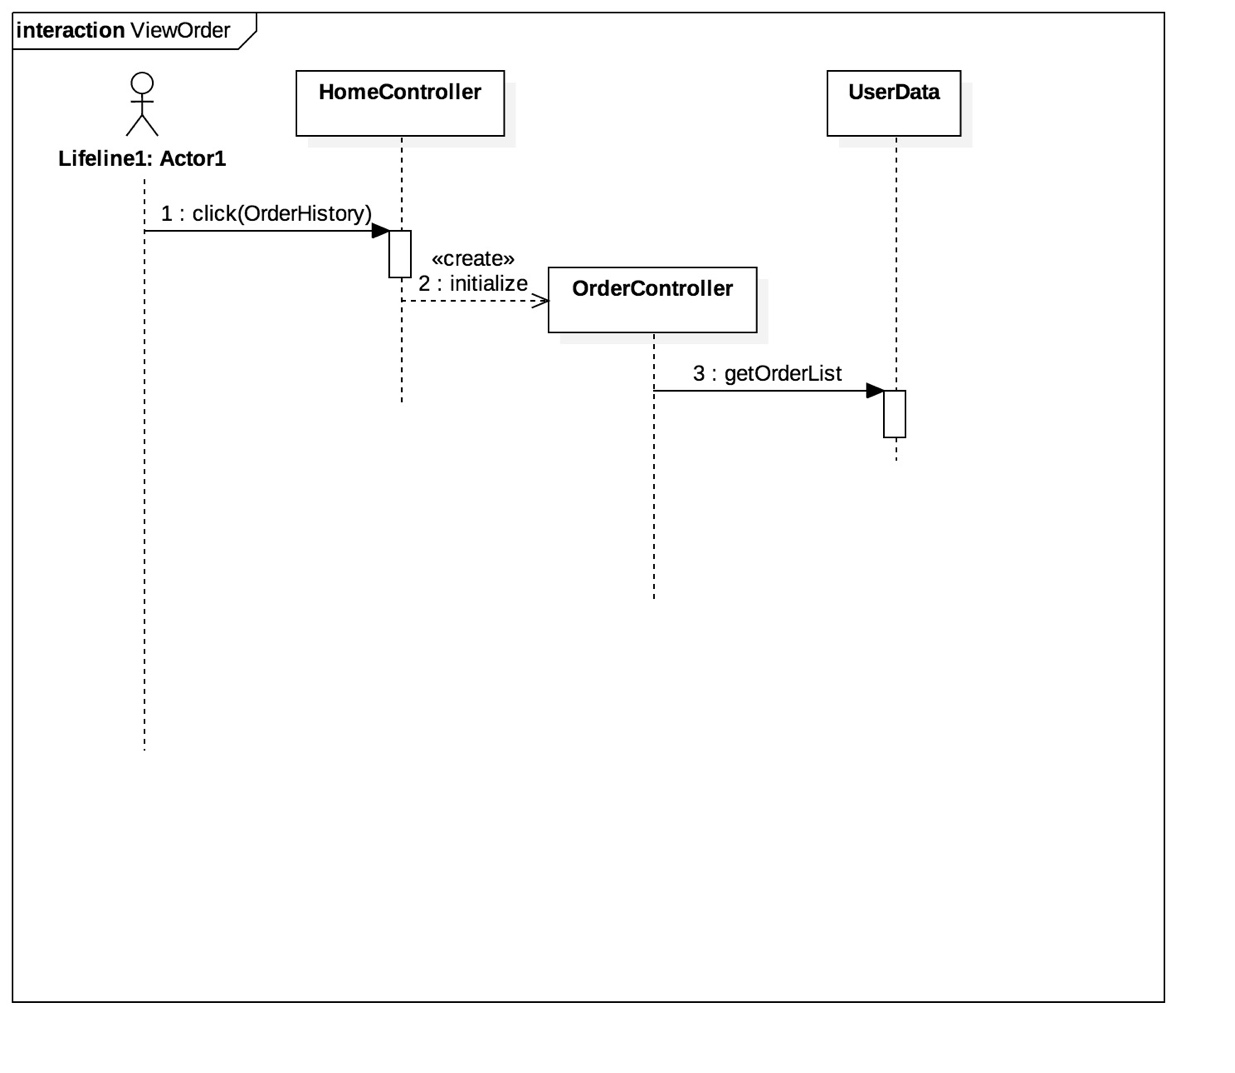 interaction ViewOrder
HomeController
UserData
Lifeline1: Actor1
1 : click(OrderHistory)
«create»
2 : initialize
OrderController
3 : getOrderList